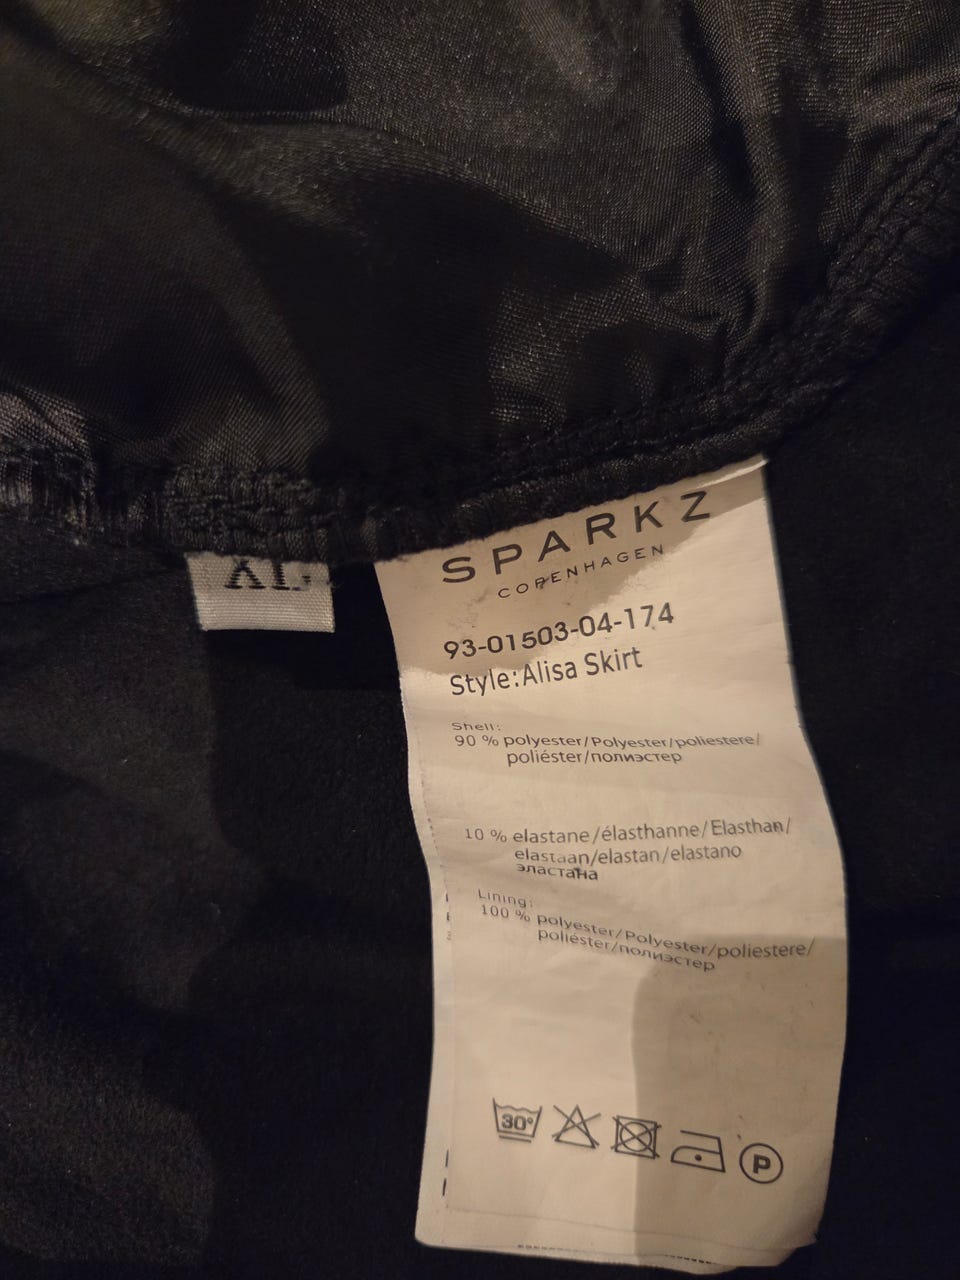 XL
SPARKZ
COPENHAGEN
93-01503-04-174
Style:Alisa Skirt
Shell:
90 % polyester/Polyester/poliestere/
poliéster/полиэстер
10 % elastane/élasthanne/Elasthan/
elastaan/elastan/elastano
эластана
Lining:
100 % polyester/Polyester/poliestere/
poliéster/полиэстер
30°
P